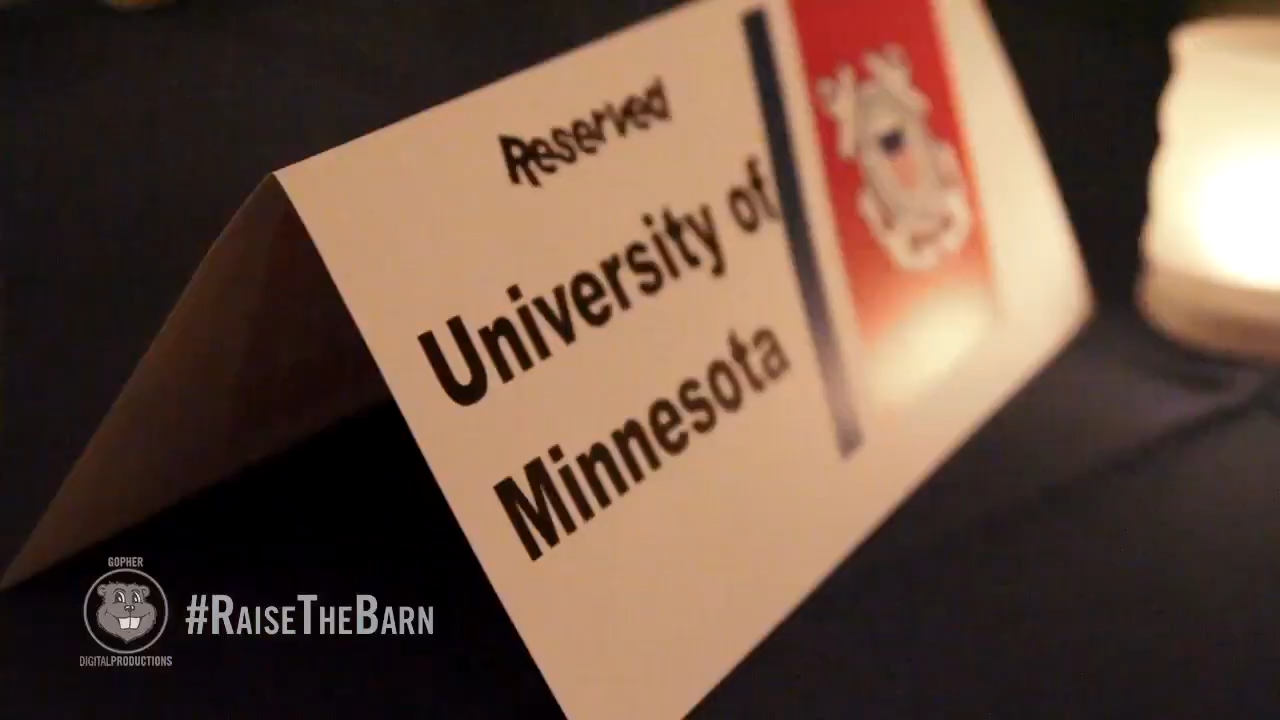 Reserved
University of
Minnesota
GOPHER
DIGITALPRODUCTIONS
#RAISETHEBARN